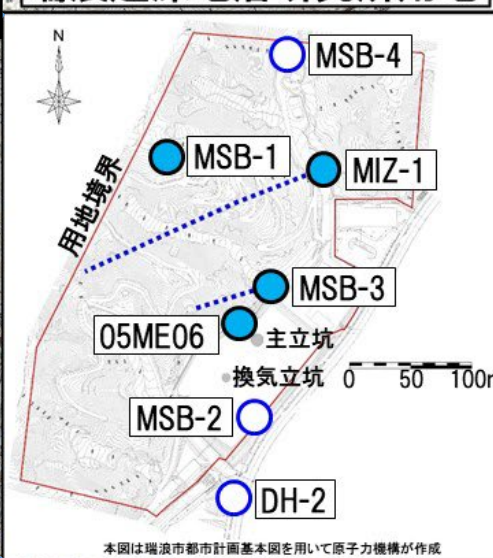 N
MSB-4
MSB-1
MIZ-1
用地境界
MSB-3
05ME06
主立坑
換気立坑
0 50 100m
MSB-2
DH-2
本図は瑞浪市都市計画基本図を用いて原子力機構が作成